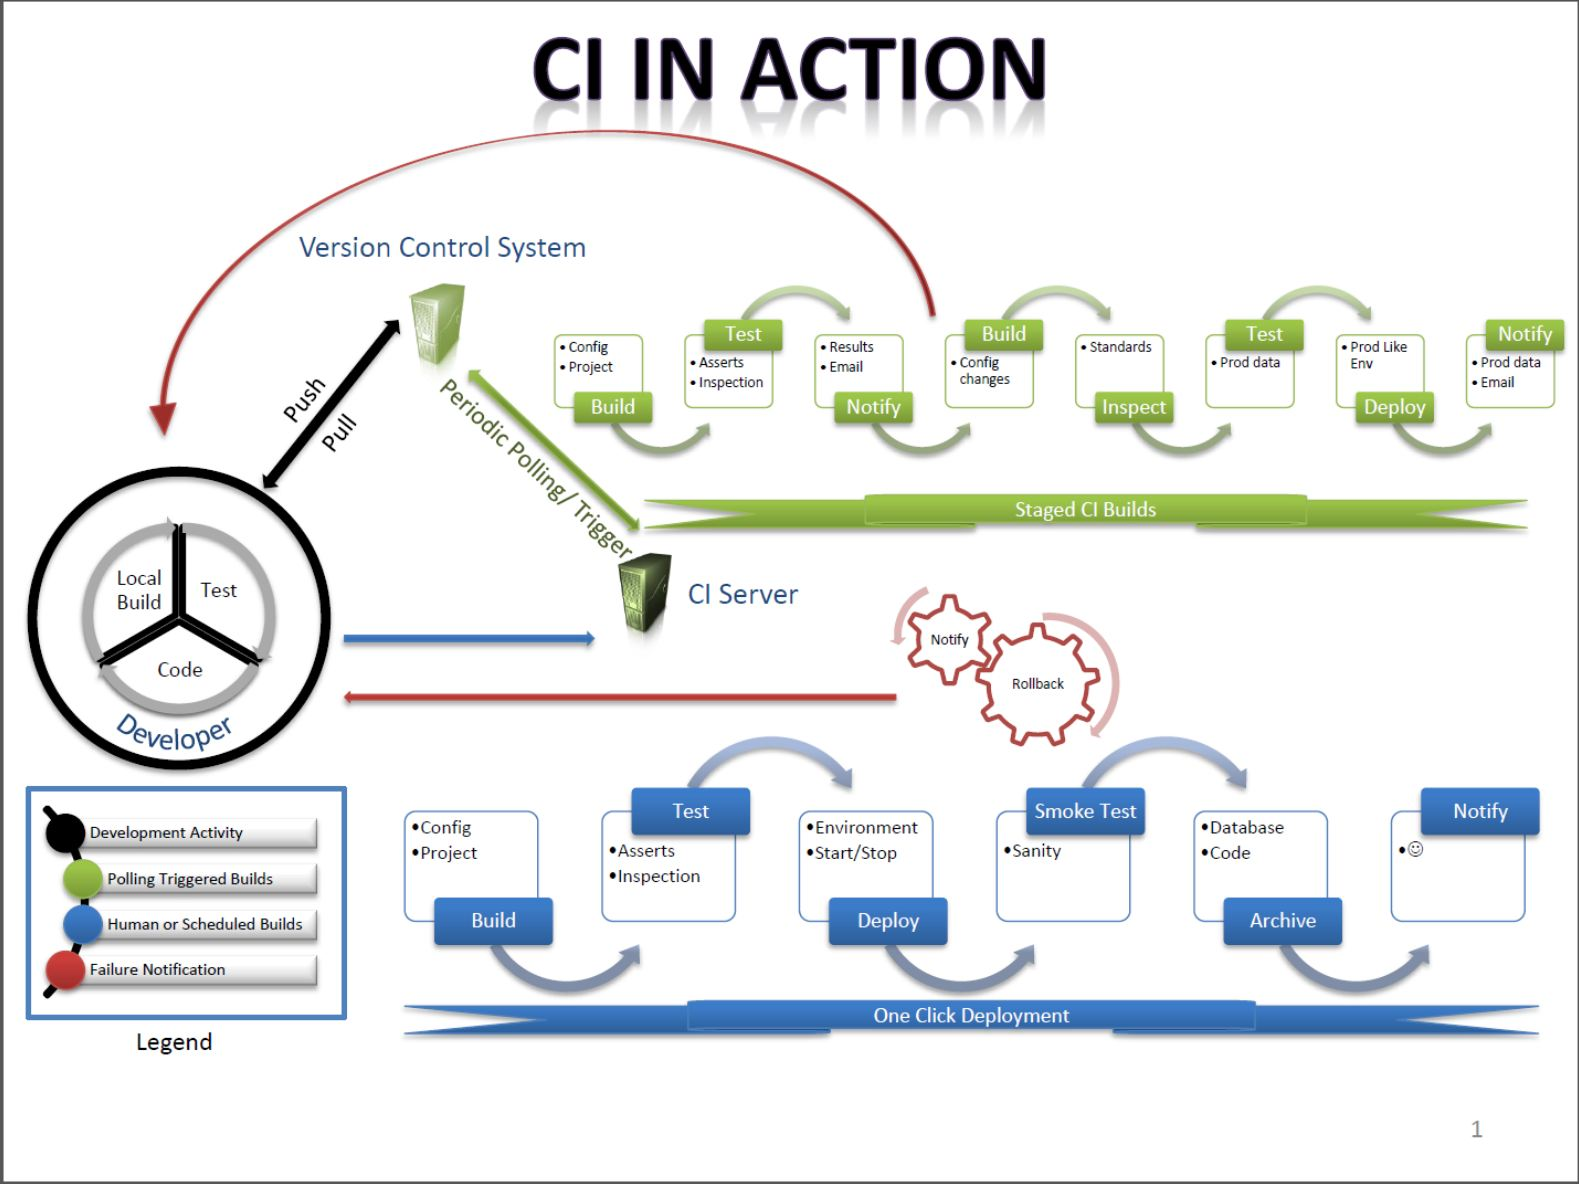 CI IN ACTION
Version Control System
Push
Pull
Periodic Polling/ Trigger
• Config
• Project
Build
Test
• Asserts
• Inspection
• Results
• Email
Notify
Build
• Config
changes
• Standards
Inspect
Test
• Prod data
• Prod Like
Env
Deploy
Notify
• Prod data
• Email
Staged CI Builds
CI Server
Local
Build
Test
Code
Developer
Notify
Rollback
•Config
•Project
Build
Test
•Asserts
•Inspection
•Environment
•Start/Stop
Deploy
Smoke Test
•Sanity
•Database
•Code
Archive
Notify
•☺
One Click Deployment
Development Activity
Polling Triggered Builds
Human or Scheduled Builds
Failure Notification
Legend
1